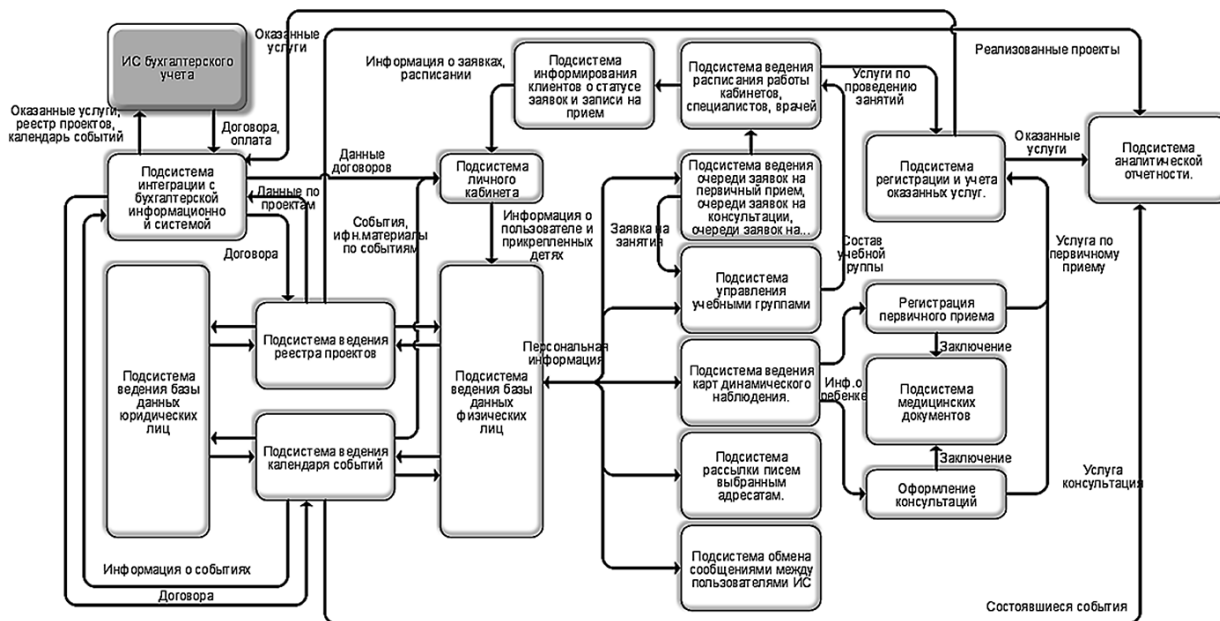 ИС бухгалтерского
учета
Оказанные
услуги
Оказанные услуги,
реестр проектов,
календарь событий
Договора,
оплата
Подсистема
интеграции с
бухгалтерской
информационно
й системой
Данные
договоров
Данные по
проектам
Договора
События,
ифн.материалы
по событиям
Информация о заявках,
расписании
Подсистема
информирования
клиентов о статусе
заявок и записи на
прием
Подсистема
личного
кабинета
Информация о
пользователе и
прикрепленных
детях
Подсистема ведения
расписания работы
кабинетов,
специалистов, врачей
Услуги по
проведению
занятий
Реализованные проекты
Подсистема
регистрации и учета
оказанных услуг.
Оказанные
услуги
Подсистема
аналитической
отчетности.
Подсистема ведения
очереди заявок на
первичный прием,
очереди заявок на
консультации,
очереди заявок на...
Заявка на
занятия
Состав
учебной
группы
Услуга по
первичному
приему
Подсистема
управления
учебными группами
Регистрация
первичного приема
Заключение
Подсистема
ведения базы
данных
юридических
лиц
Подсистема ведения
реестра проектов
Подсистема ведения
календаря событий
Подсистема
ведения базы
данных
физических
лиц
Персональная
информация
Подсистема ведения
карт динамического
наблюдения.
Инф.о
ребенке
Подсистема
медицинских
документов
Заключение
Оформление
консультаций
Услуга
консультация
Подсистема
рассылки писем
выбранным
адресатам.
Подсистема обмена
сообщениями между
пользователями ИС
Информация о событиях
Договора
Состоявшиеся события